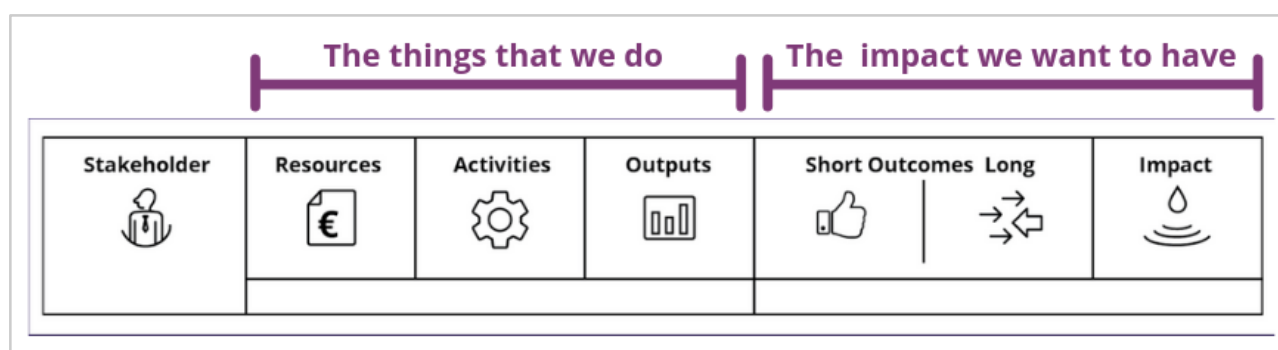 The things that we do
The impact we want to have
Stakeholder
Resources
Activities
Outputs
Short Outcomes Long
Impact
€